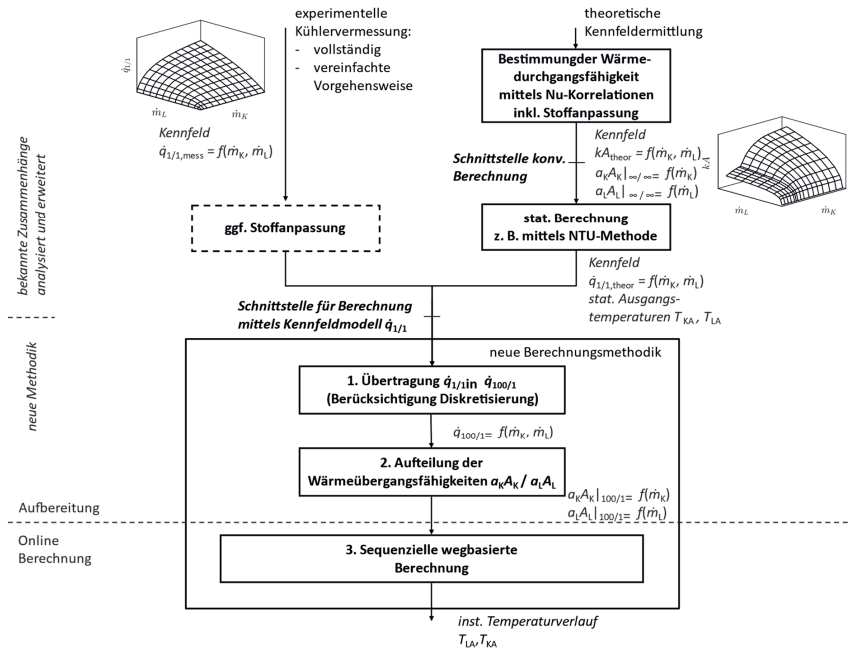 experimentelle
Kühlervermessung:
- vollständig
- vereinfachte
Vorgehensweise
theoretische
Kennfeldermittlung
q̇1/1
ṁL
ṁK
Kennfeld
q̇1/1,mess = f(ṁK, ṁL)
Bestimmungder Wärme-
durchgangsfähigkeit
mittels Nu-Korrelationen
inkl. Stoffanpassung
Schnittstelle konv.
Berechnung
Kennfeld
kAtheor = f(ṁK, ṁL)
aKAK|∞/∞= f(ṁK)
aLAL|∞/∞= f(ṁL)
kA
ṁL
ṁK
ggf. Stoffanpassung
stat. Berechnung
z. B. mittels NTU-Methode
Kennfeld
q̇1/1,theor = f(ṁK, ṁL)
stat. Ausgangs-
temperaturen TKA, TLA
bekannte Zusammenhänge
analysiert und erweitert
Schnittstelle für Berechnung
mittels Kennfeldmodell q̇1/1
neue Methodik
neue Berechnungsmethodik
1. Übertragung q̇1/1in q̇100/1
(Berücksichtigung Diskretisierung)
q̇100/1= f(ṁK, ṁL)
2. Aufteilung der
Wärmeübergangsfähigkeiten aKAK / aLAL
aKAK|100/1= f(ṁK)
aLAL|100/1= f(ṁL)
Aufbereitung
Online
Berechnung
3. Sequenzielle wegbasierte
Berechnung
inst. Temperaturverlauf
TLA,TKA